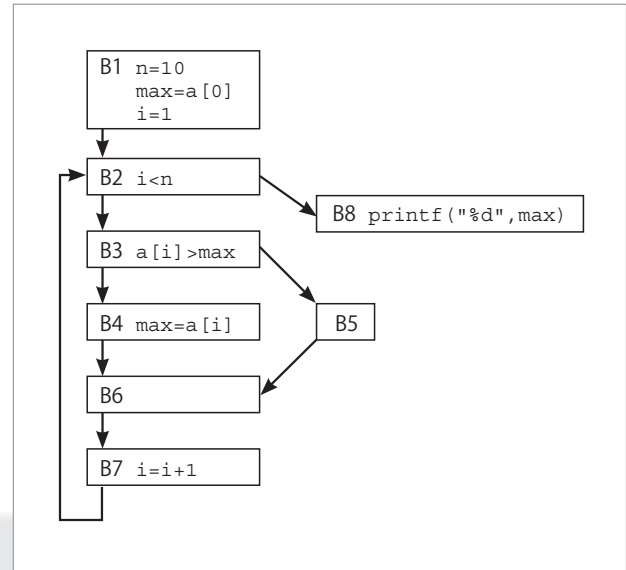 B1 n=10
max=a[0]
i=1
B2 i<n
B8 printf("%d",max)
B3 a[i]>max
B4 max=a[i]
B5
B6
B7 i=i+1